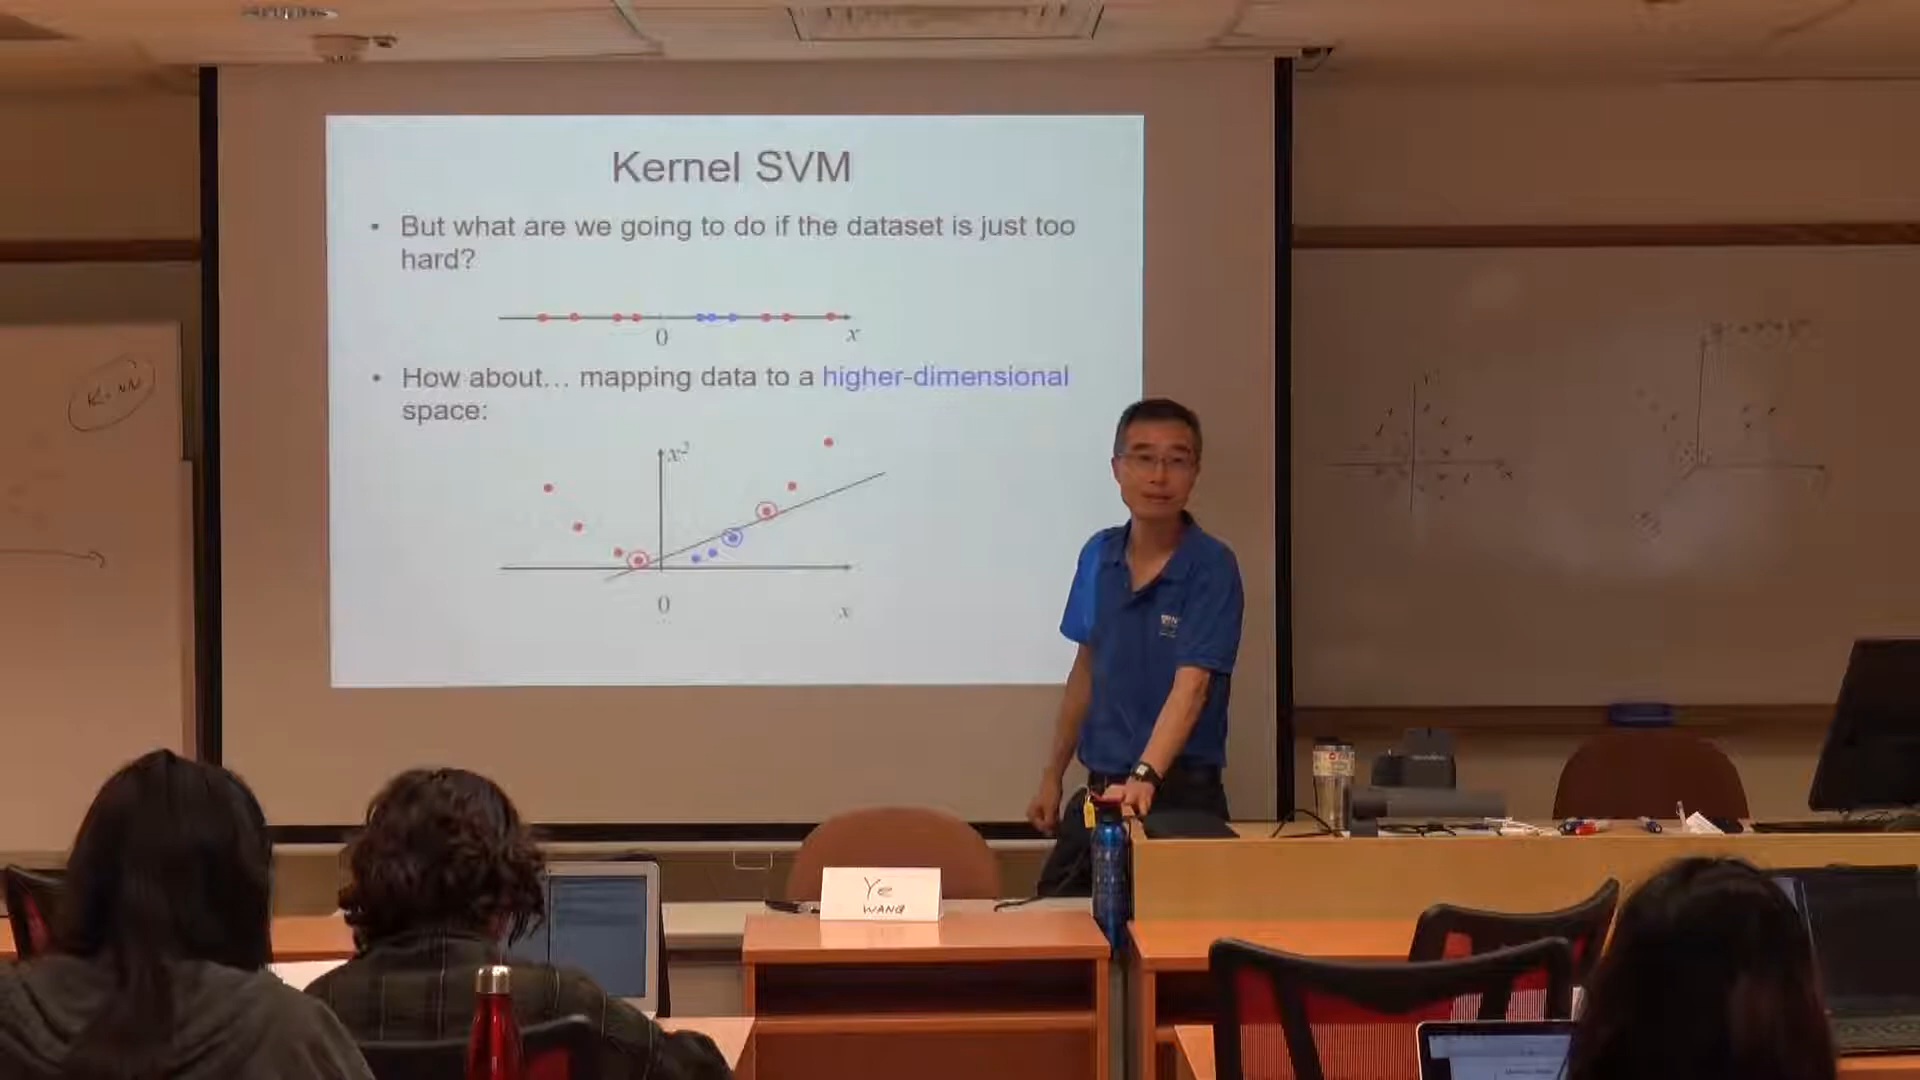 Kernel SVM
• But what are we going to do if the dataset is just too
hard?
0
x
• How about... mapping data to a higher-dimensional
space:
x²
0
x
K-NN
Ye
WANG